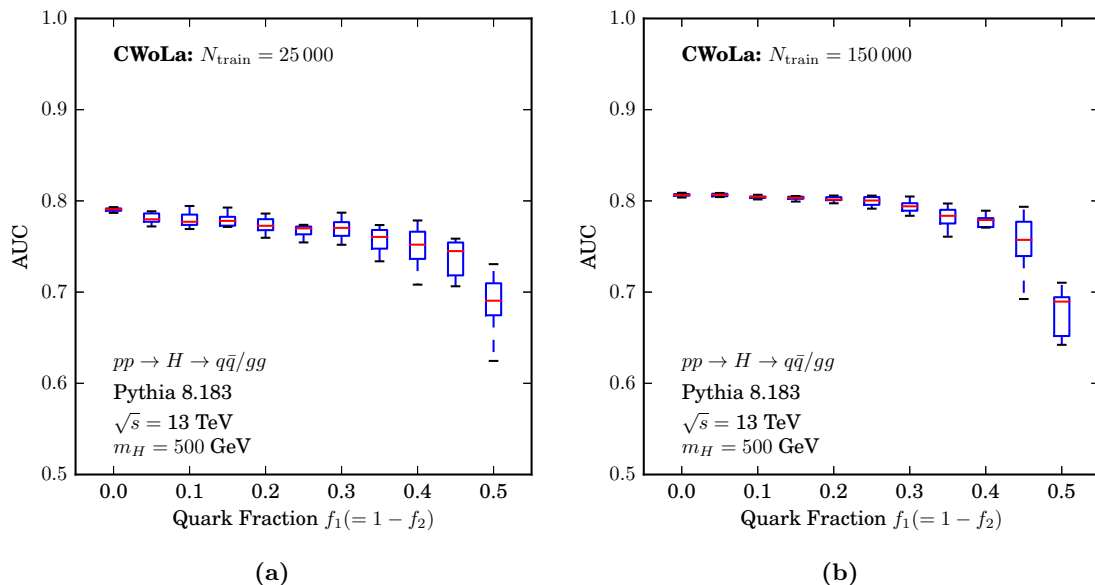 1.0
0.9
0.8
0.7
0.6
0.5
AUC
CWoLa: N_train = 25 000
pp → H → qq̄/gg
Pythia 8.183
√s = 13 TeV
m_H = 500 GeV
0.0 0.1 0.2 0.3 0.4 0.5
Quark Fraction f₁(= 1 − f₂)
(a)
1.0
0.9
0.8
0.7
0.6
0.5
AUC
CWoLa: N_train = 150 000
pp → H → qq̄/gg
Pythia 8.183
√s = 13 TeV
m_H = 500 GeV
0.0 0.1 0.2 0.3 0.4 0.5
Quark Fraction f₁(= 1 − f₂)
(b)